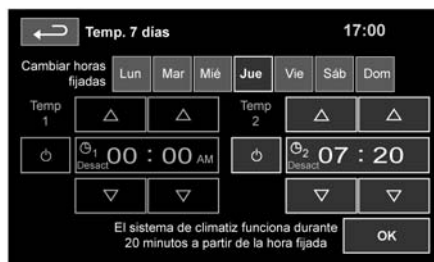 Temp. 7 días 17:00
Cambiar horas fijadas Lun Mar Mié Jue Vie Sáb Dom
Temp 1 Temp 2
1 Desact 00 : 00 AM 2 Desact 07 : 20
El sistema de climatiz funciona durante
20 minutos a partir de la hora fijada
OK